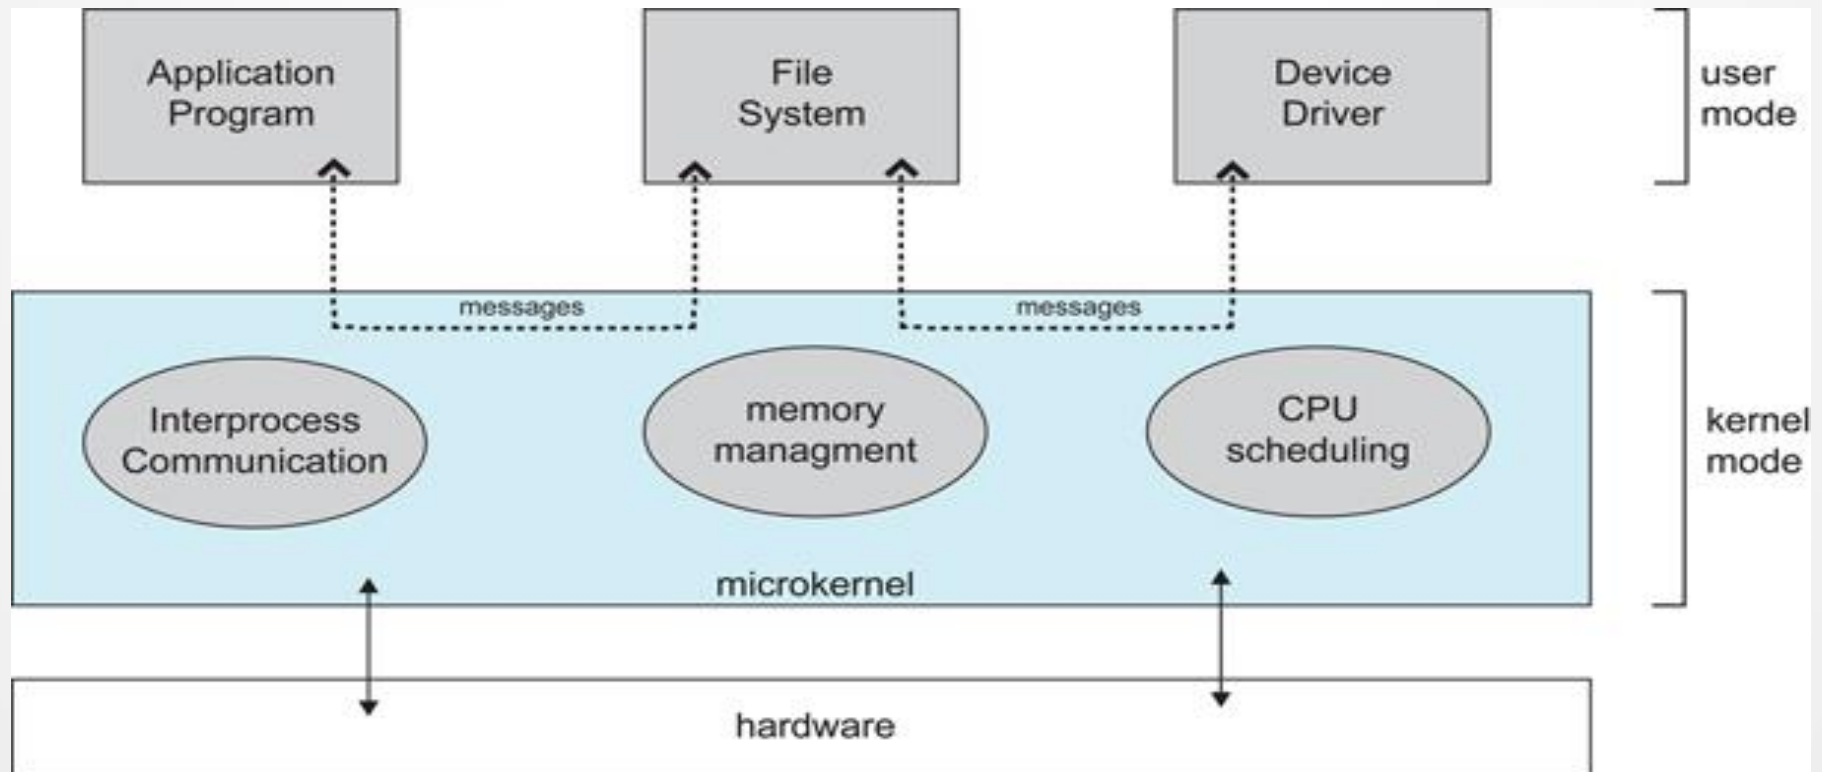 Application
Program
File
System
Device
Driver
user
mode
messages
messages
Interprocess
Communication
memory
managment
CPU
scheduling
kernel
mode
microkernel
hardware